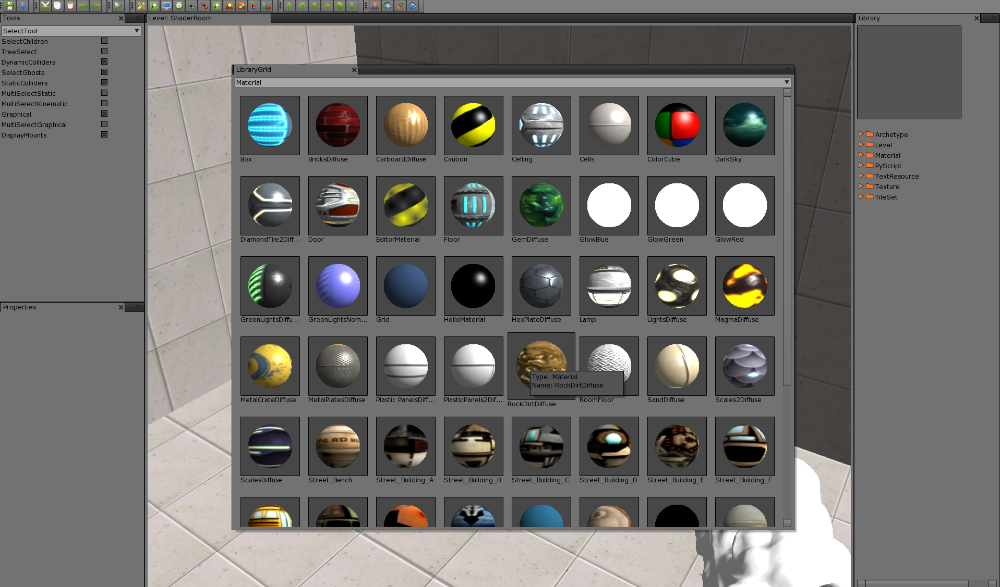 Tools
Level: ShaderRoom
Library
SelectTool
SelectChildren
TreeSelect
DynamicColliders
SelectGhosts
StaticColliders
MultiSelectStatic
MultiSelectKinematic
Graphical
MultiSelectGraphical
DisplayMounts
Properties
LibraryGrid
Material
Box
BricksDiffuse
CarboardDiffuse
Caution
Celling
Cells
ColorCube
DarkSky
DiamondTile2Diff...
Door
EditorMaterial
Floor
GemDiffuse
GlowBlue
GlowGreen
GlowRed
GreenLightsDiffu...
GreenLightsNom...
Grid
HelloMaterial
HexPlateDiffuse
Lamp
LightsDiffuse
MagmaDiffuse
MetalCrateDiffuse
MetalPlatesDiffuse
Plastic PanelsDiff...
PlasticPanels2Dif...
RockDirtDiffuse
Type: Material
Name: RockDirtDiffuse
RoomFloor
SandDiffuse
Scales2Diffuse
ScalesDiffuse
Street_Bench
Street_Building_A
Street_Building_B
Street_Building_C
Street_Building_D
Street_Building_E
Street_Building_F
Archetype
Level
Material
PyScript
TextResource
Texture
TileSet